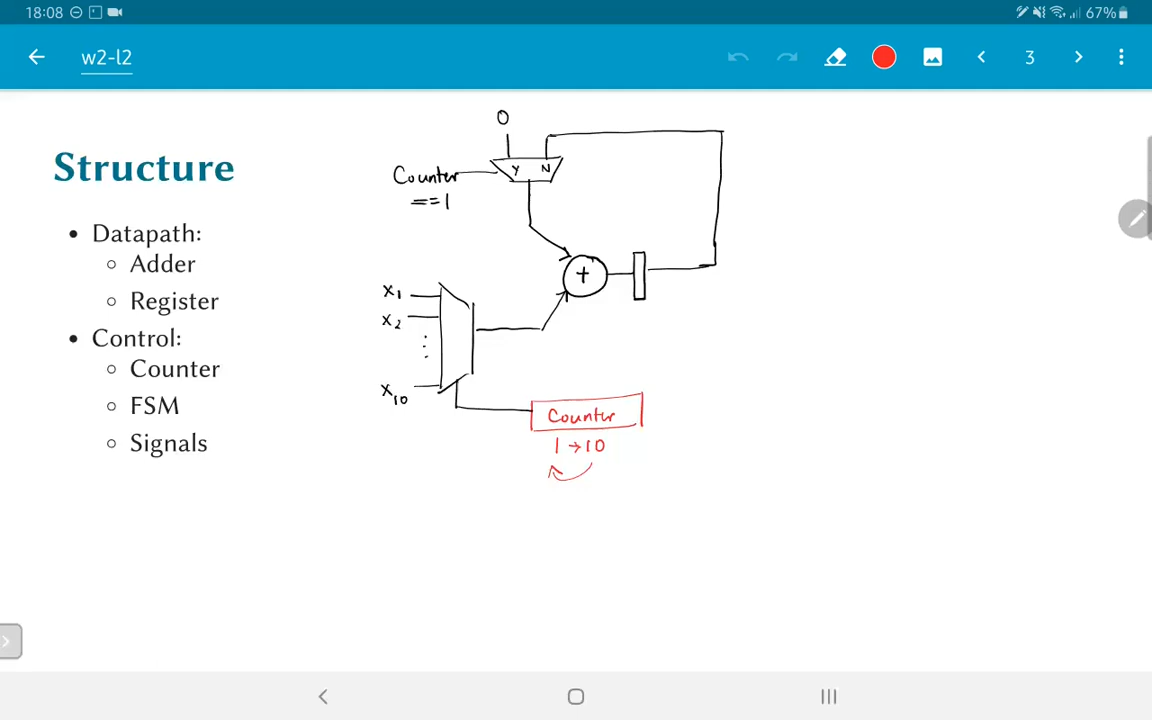 18:08
67%
w2-l2
3
Structure
• Datapath:
○ Adder
○ Register
• Control:
○ Counter
○ FSM
○ Signals
0
Y N
Counter
==1
+
x1
x2
⋮
x10
Counter
1→10